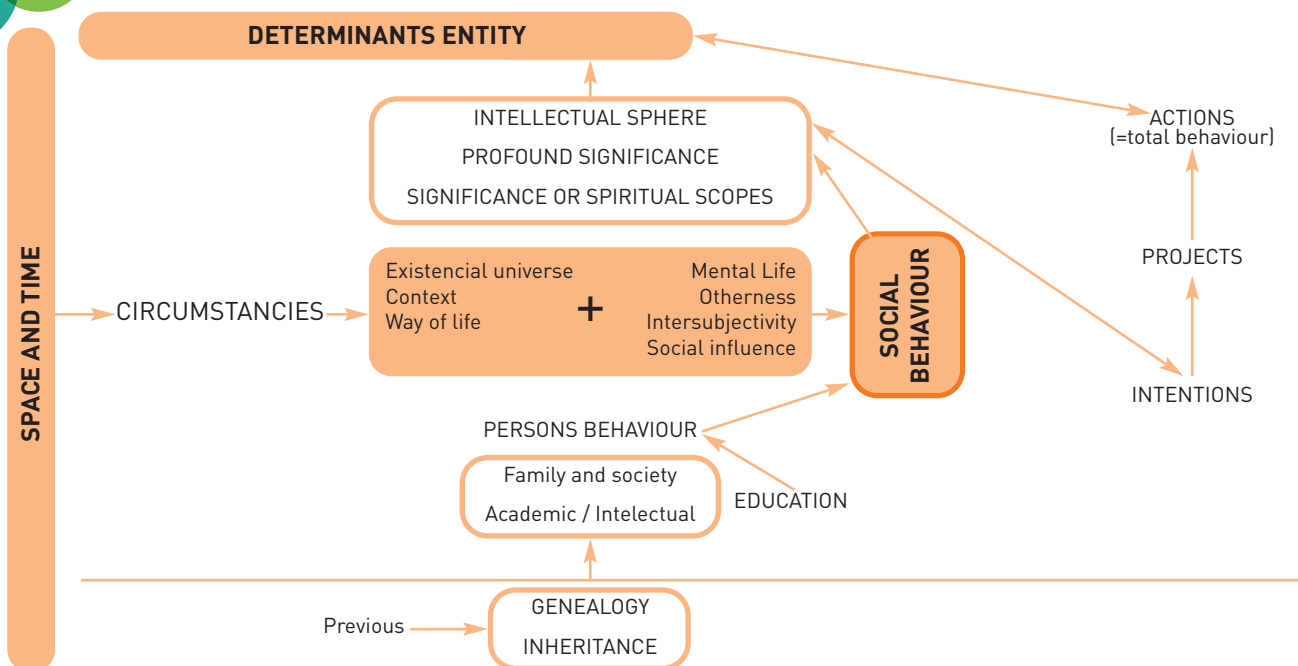 DETERMINANTS ENTITY
INTELLECTUAL SPHERE
PROFOUND SIGNIFICANCE
SIGNIFICANCE OR SPIRITUAL SCOPES
ACTIONS
(=total behaviour)
SPACE AND TIME
CIRCUMSTANCIES
Existencial universe
Context
Way of life
+
Mental Life
Otherness
Intersubjectivity
Social influence
SOCIAL
BEHAVIOUR
PROJECTS
INTENTIONS
PERSONS BEHAVIOUR
Family and society
Academic / Intelectual
EDUCATION
Previous
GENEALOGY
INHERITANCE